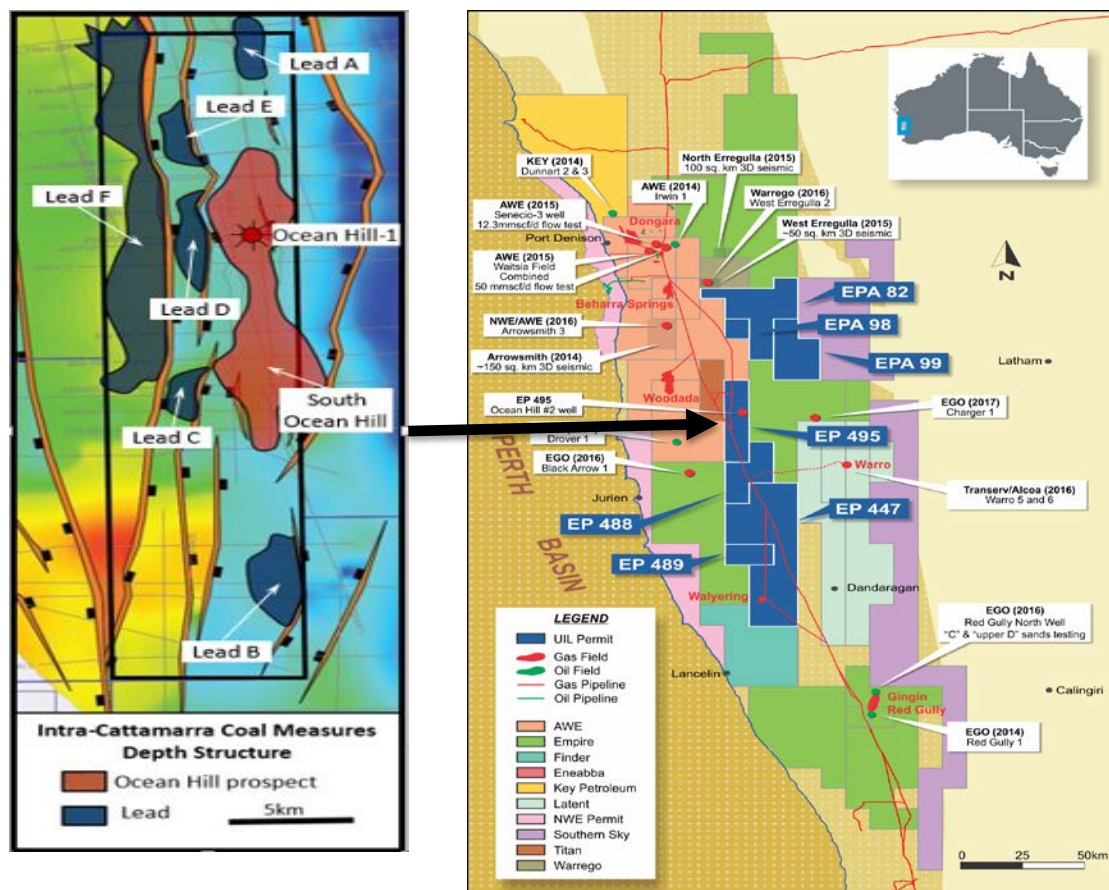 Lead A
Lead E
Lead F
Ocean Hill-1
Lead D
South
Ocean Hill
Lead C
Lead B
Intra-Cattamarra Coal Measures
Depth Structure
Ocean Hill prospect
Lead
5km
KEY (2014)
Dunnart 2 & 3
North Erregulla (2015)
100 sq. km 3D seismic
AWE (2014)
Irwin 1
Warrego (2016)
West Erregulla 2
AWE (2015)
Senecio-3 well
12.3mmscf/d flow test
Dongara
West Erregulla (2015)
~50 sq. km 3D seismic
Port Denison
AWE (2015)
Waitsia Field
Combined
50 mmscf/d flow test
N
Beharra Springs
EPA 82
NWE/AWE (2016)
Arrowsmith 3
EPA 98
Arrowsmith (2014)
~150 sq. km 3D seismic
EPA 99
Latham
Woodada
EP 495
Ocean Hill #2 well
EGO (2017)
Charger 1
EP 495
Drover 1
EGO (2016)
Black Arrow 1
Warro
Transerv/Alcoa (2016)
Warro 5 and 6
Jurien
EP 488
EP 447
PERTH
BASIN
EP 489
Walyering
Dandaragan
LEGEND
UIL Permit
Gas Field
Oil Field
Gas Pipeline
Oil Pipeline
AWE
Empire
Finder
Eneabba
Key Petroleum
Latent
NWE Permit
Southern Sky
Titan
Warrego
EGO (2016)
Red Gully North Well
"C" & "upper D" sands testing
Lancelin
Calingiri
Gingin
Red Gully
EGO (2014)
Red Gully 1
0 25 50km